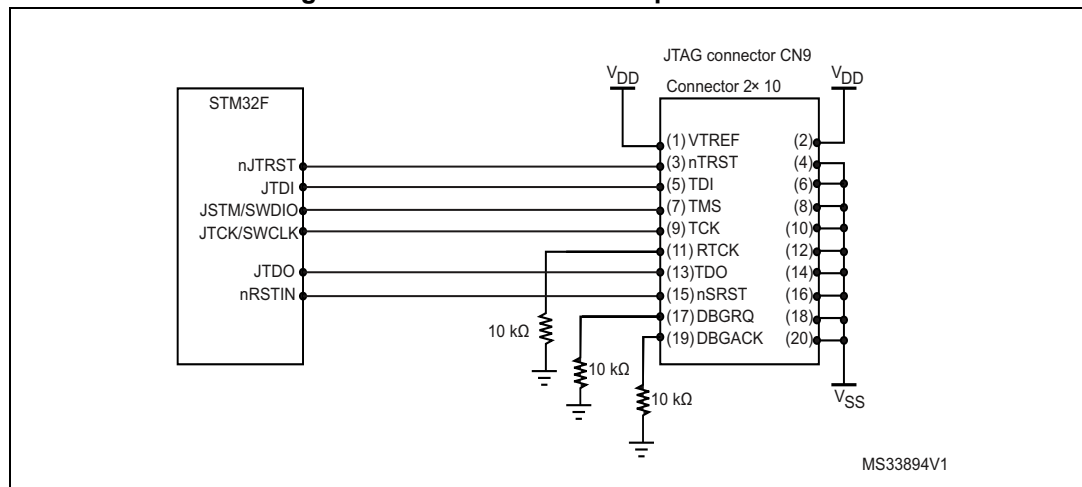 JTAG connector CN9
VDD
VDD
Connector 2× 10
STM32F
(1) VTREF (2)
nJTRST (3) nTRST (4)
JTDI (5) TDI (6)
JSTM/SWDIO (7) TMS (8)
JTCK/SWCLK (9) TCK (10)
(11) RTCK (12)
JTDO (13)TDO (14)
nRSTIN (15) nSRST (16)
(17) DBGRQ (18)
10 kΩ (19) DBGACK (20)
10 kΩ
10 kΩ
VSS
MS33894V1